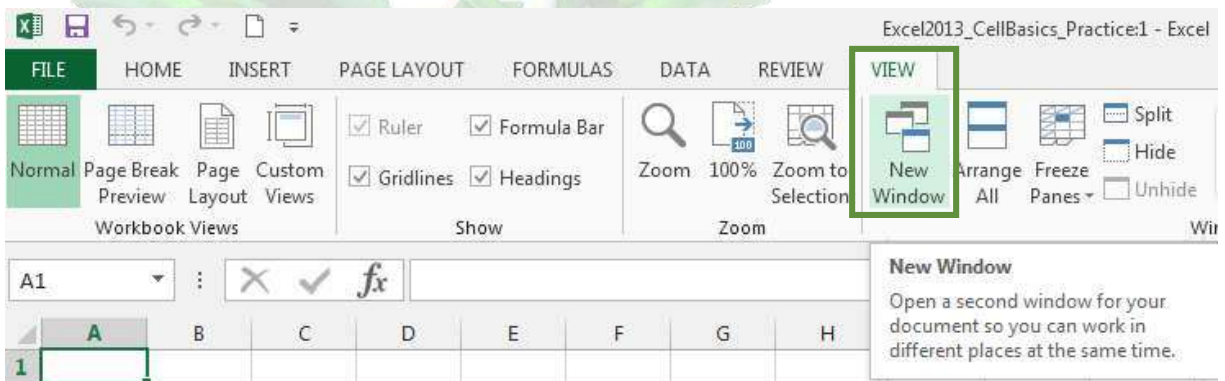 Excel2013_CellBasics_Practice:1 - Excel
FILE HOME INSERT PAGE LAYOUT FORMULAS DATA REVIEW VIEW
Normal
Page Break
Preview
Page
Layout
Custom
Views
Workbook Views
Ruler
Formula Bar
Gridlines
Headings
Show
Zoom
100
100%
Zoom to
Selection
Zoom
New
Window
Arrange
All
Freeze
Panes
Split
Hide
Unhide
A1
fx
New Window
Open a second window for your
document so you can work in
different places at the same time.
A B C D E F G H
1